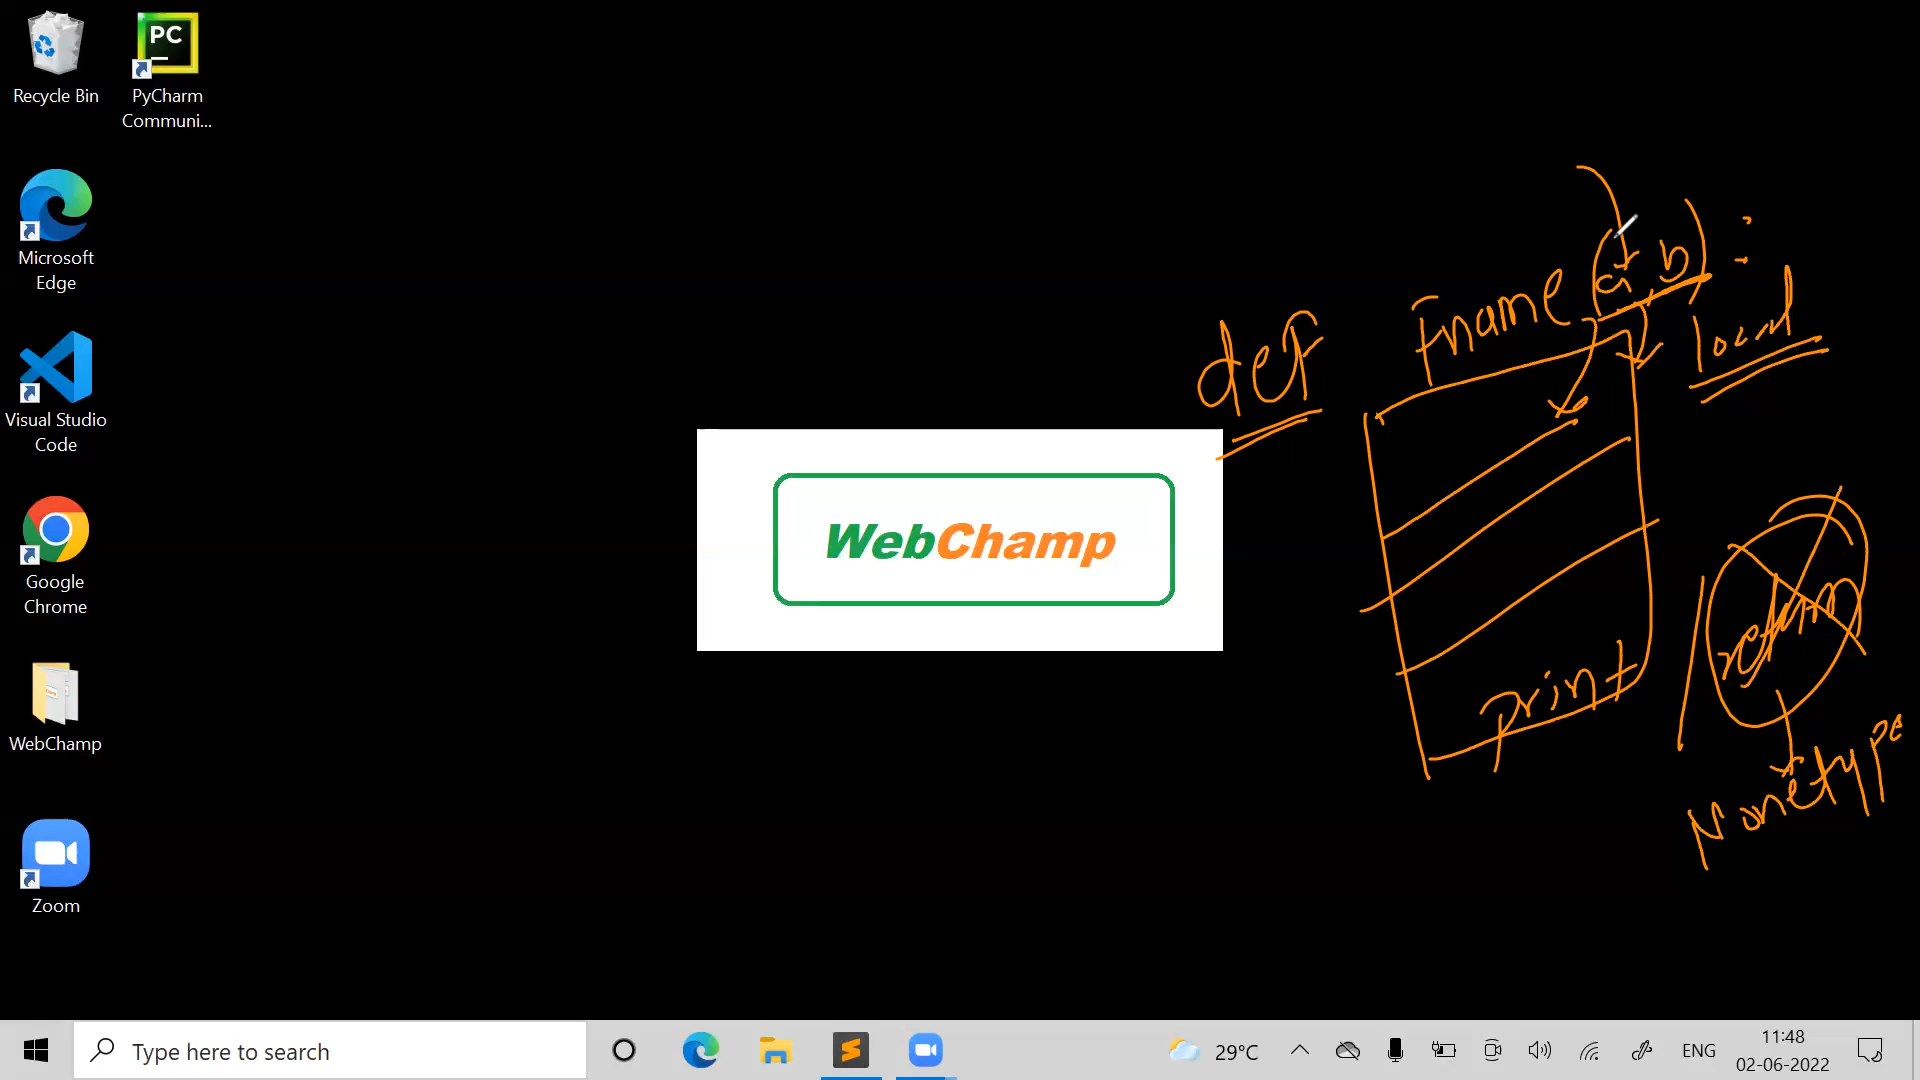 Recycle Bin
PC
PyCharm
Communi...
Microsoft
Edge
Visual Studio
Code
Google
Chrome
WebChamp
Zoom
WebChamp
def
Fname (a, b) :
local
print
return
Nonetype
Type here to search
29°C
ENG
11:48
02-06-2022